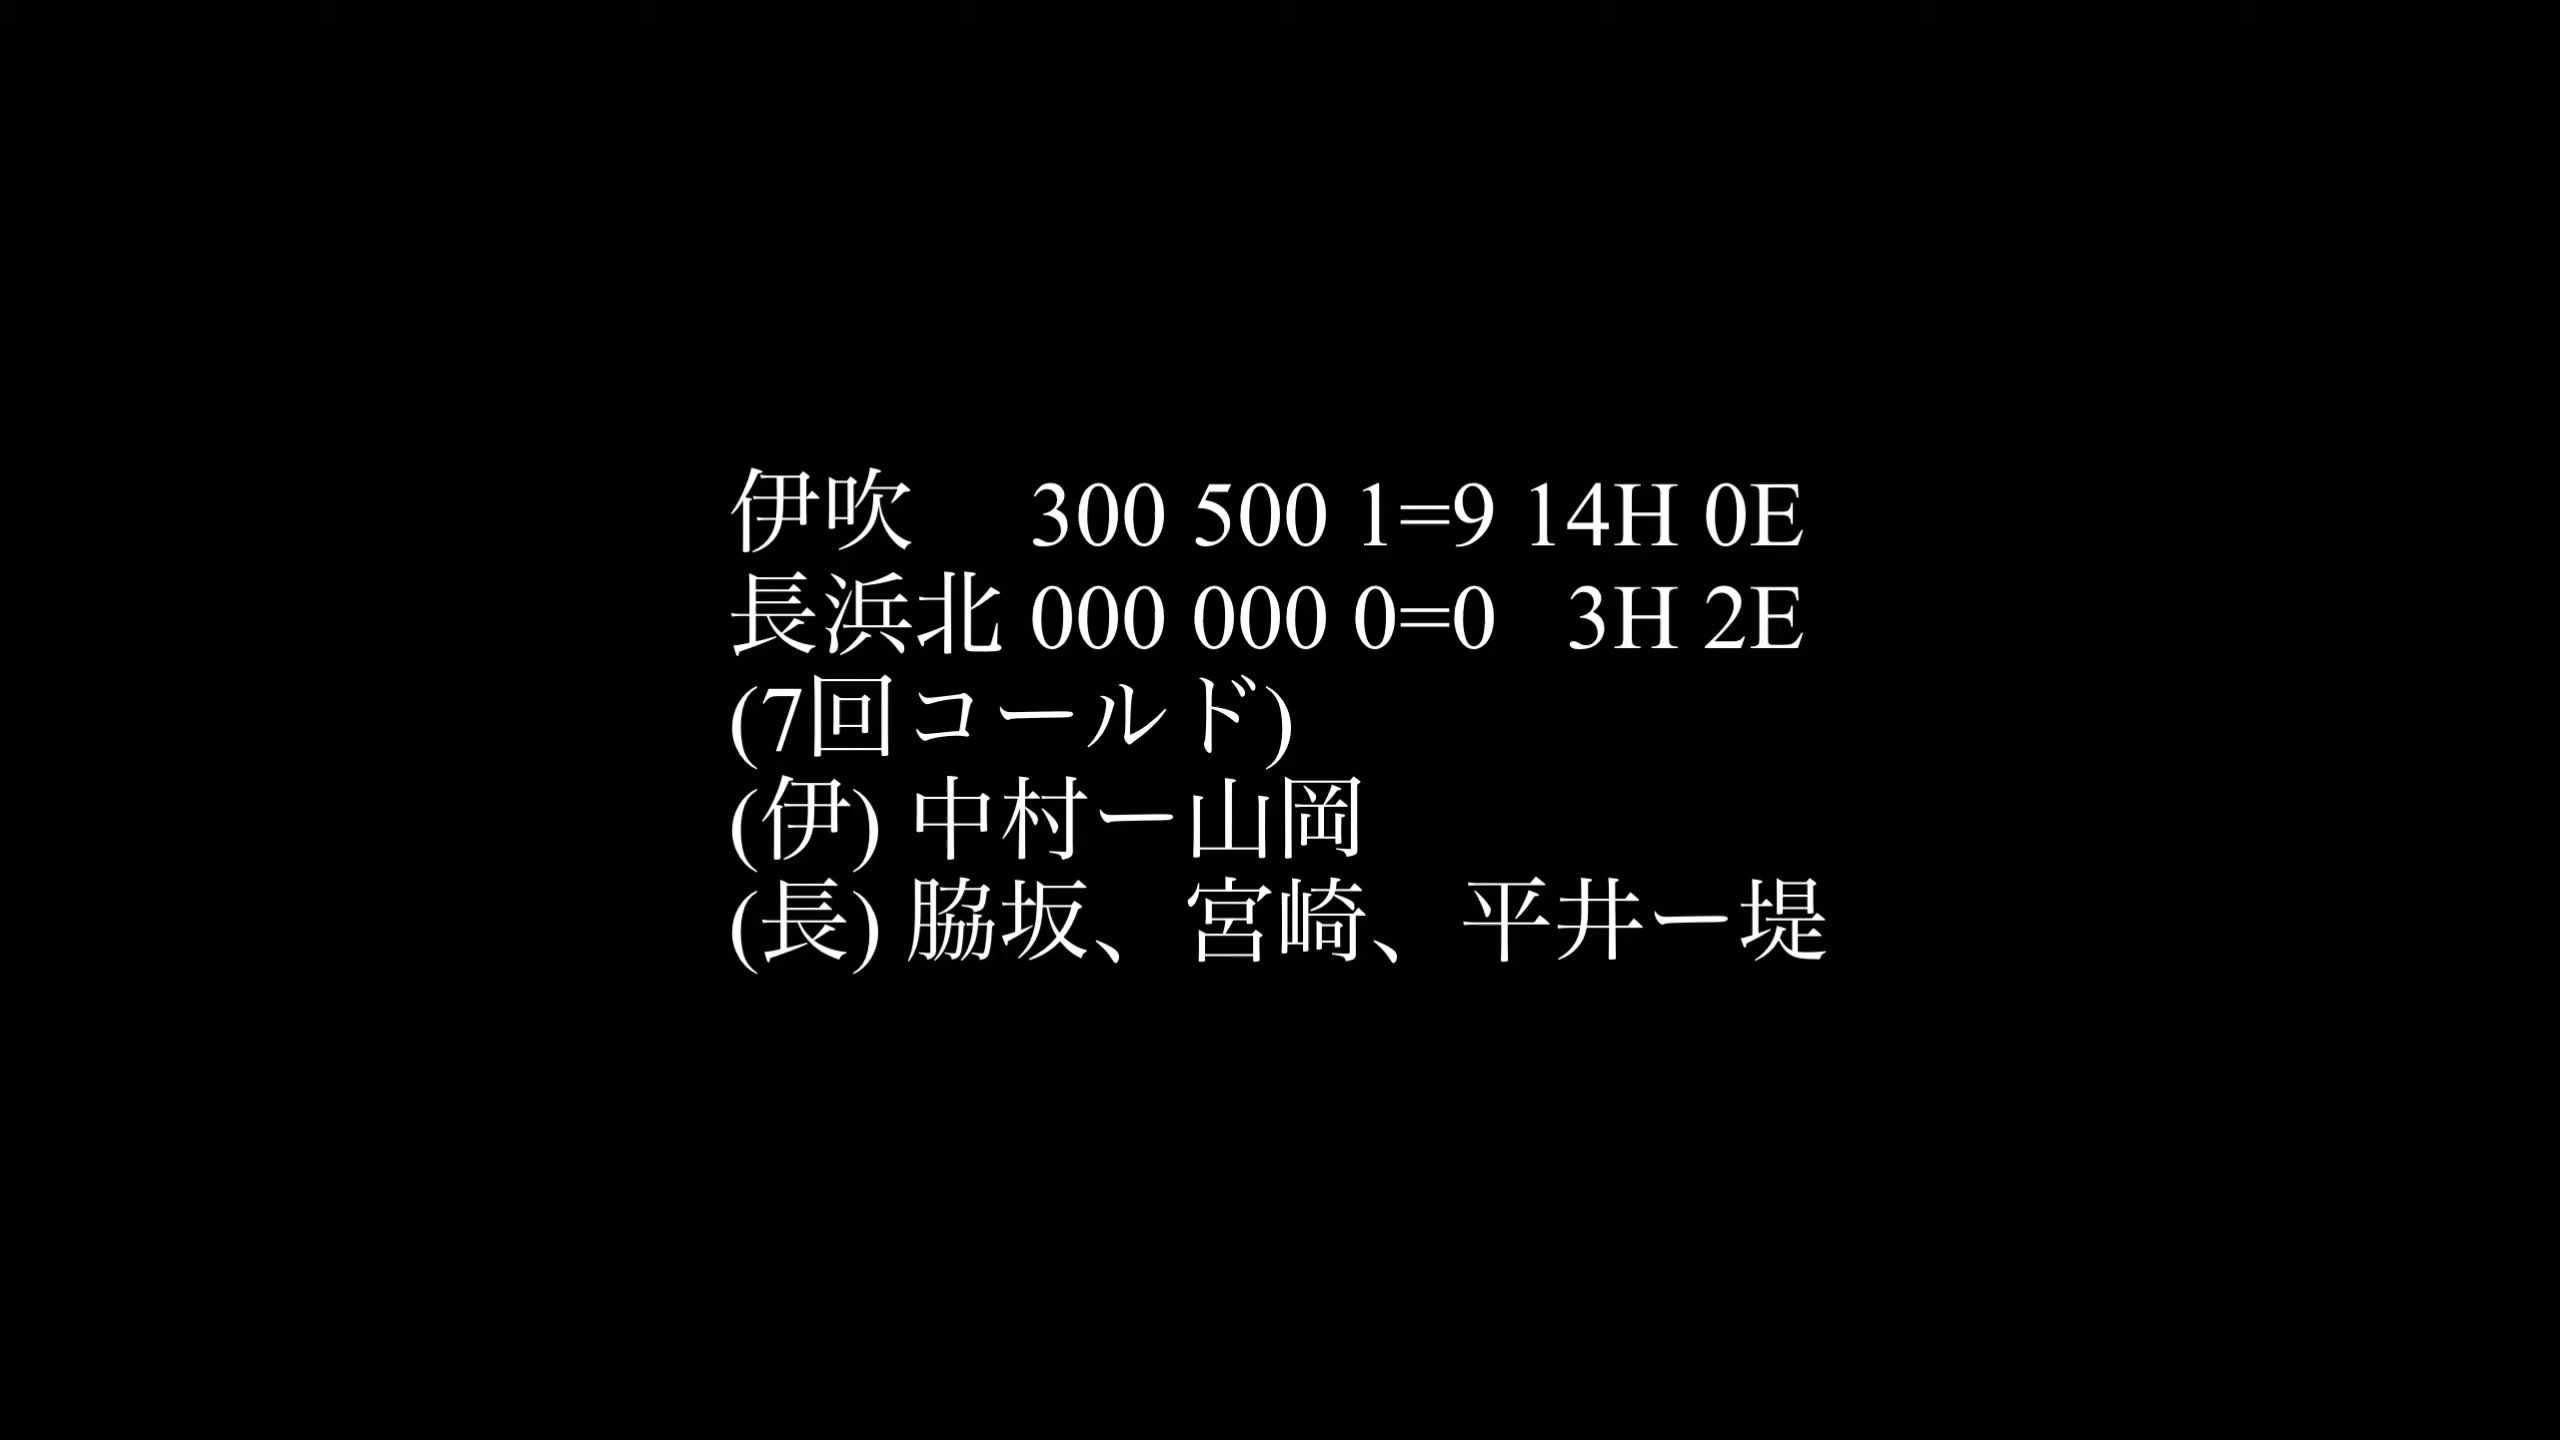 伊吹　 300 500 1=9 14H 0E
長浜北 000 000 0=0   3H 2E
(7回コールド)
(伊) 中村ー山岡
(長) 脇坂、宮崎、平井ー堤